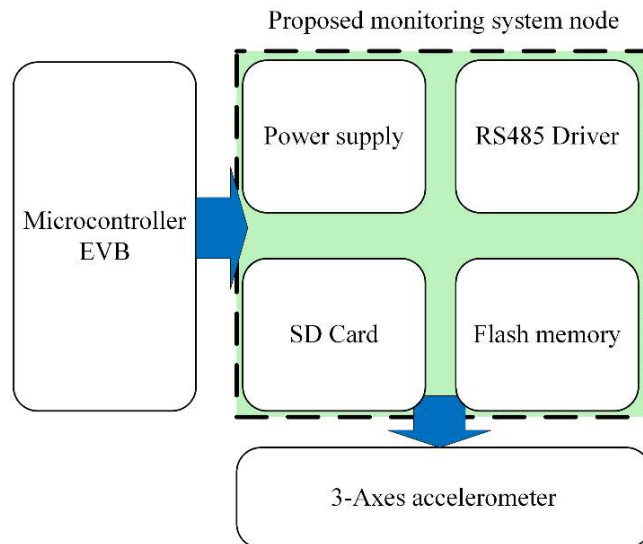 Proposed monitoring system node
Power supply
RS485 Driver
Microcontroller
EVB
SD Card
Flash memory
3-Axes accelerometer